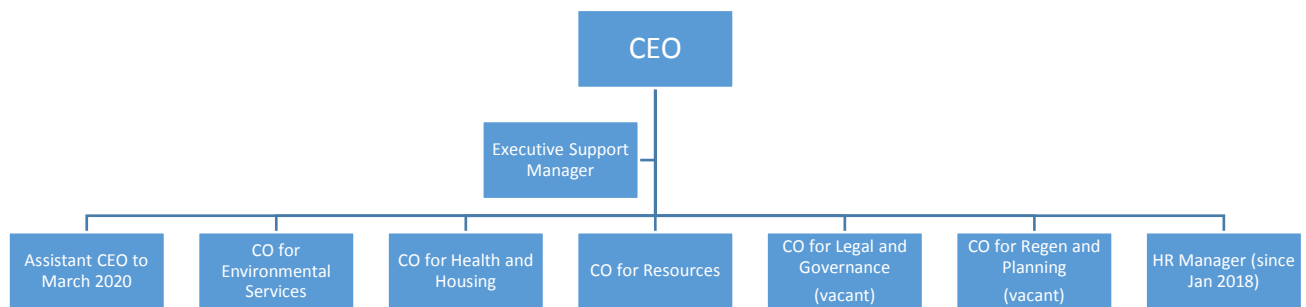 CEO
Executive Support
Manager
Assistant CEO to
March 2020
CO for
Environmental
Services
CO for Health and
Housing
CO for Resources
CO for Legal and
Governance
(vacant)
CO for Regen and
Planning
(vacant)
HR Manager (since
Jan 2018)